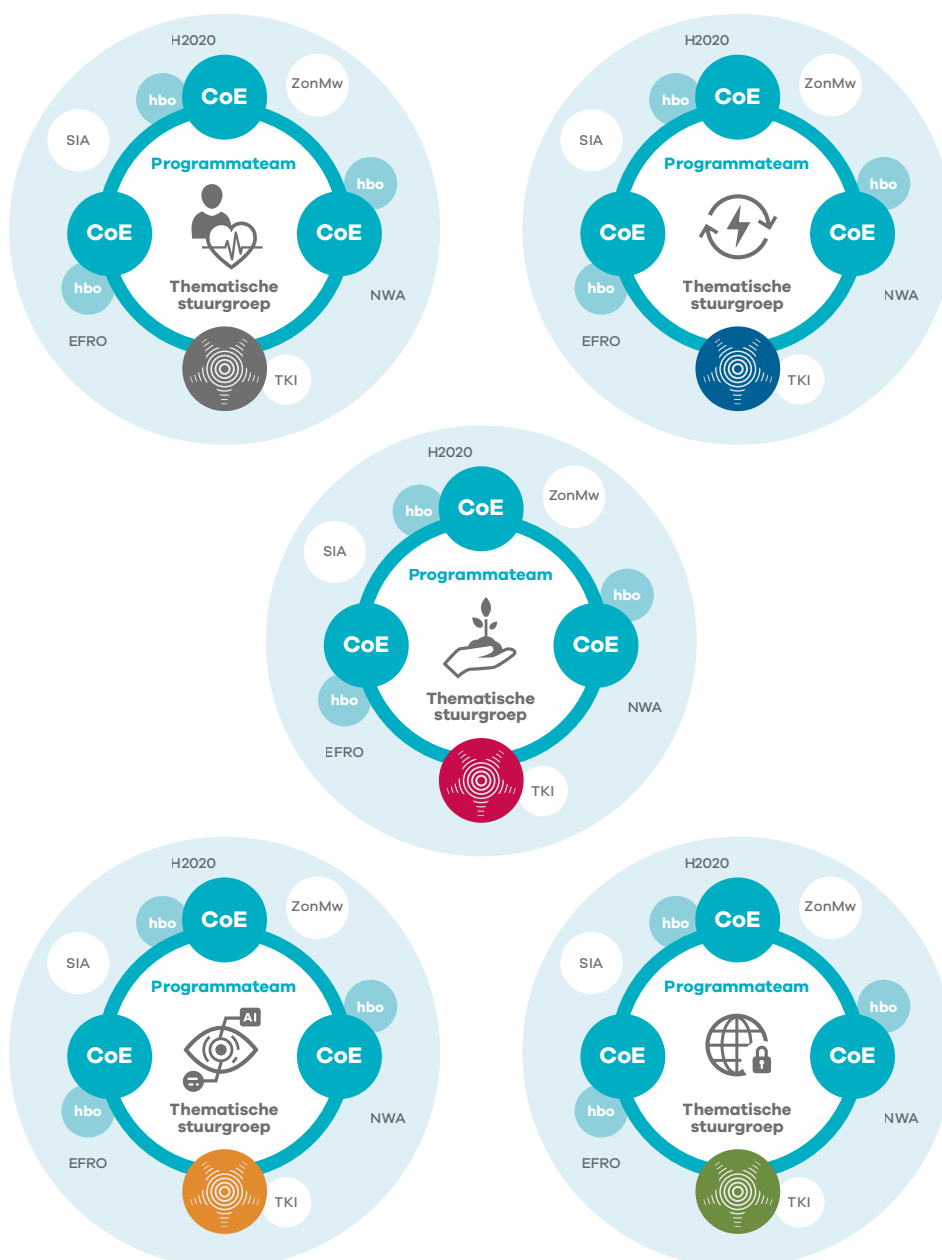 H2020
hbo
CoE
ZonMw
SIA
Programmateam
hbo
CoE
CoE
hbo
Thematische
stuurgroep
NWA
EFRO
TKI
H2020
hbo
CoE
ZonMw
SIA
Programmateam
hbo
CoE
CoE
hbo
Thematische
stuurgroep
NWA
EFRO
TKI
H2020
hbo
CoE
ZonMw
SIA
Programmateam
hbo
CoE
CoE
hbo
Thematische
stuurgroep
NWA
EFRO
TKI
H2020
hbo
CoE
ZonMw
SIA
Programmateam
hbo
AI
CoE
CoE
hbo
Thematische
stuurgroep
NWA
EFRO
TKI
H2020
hbo
CoE
ZonMw
SIA
Programmateam
hbo
CoE
CoE
hbo
Thematische
stuurgroep
NWA
EFRO
TKI